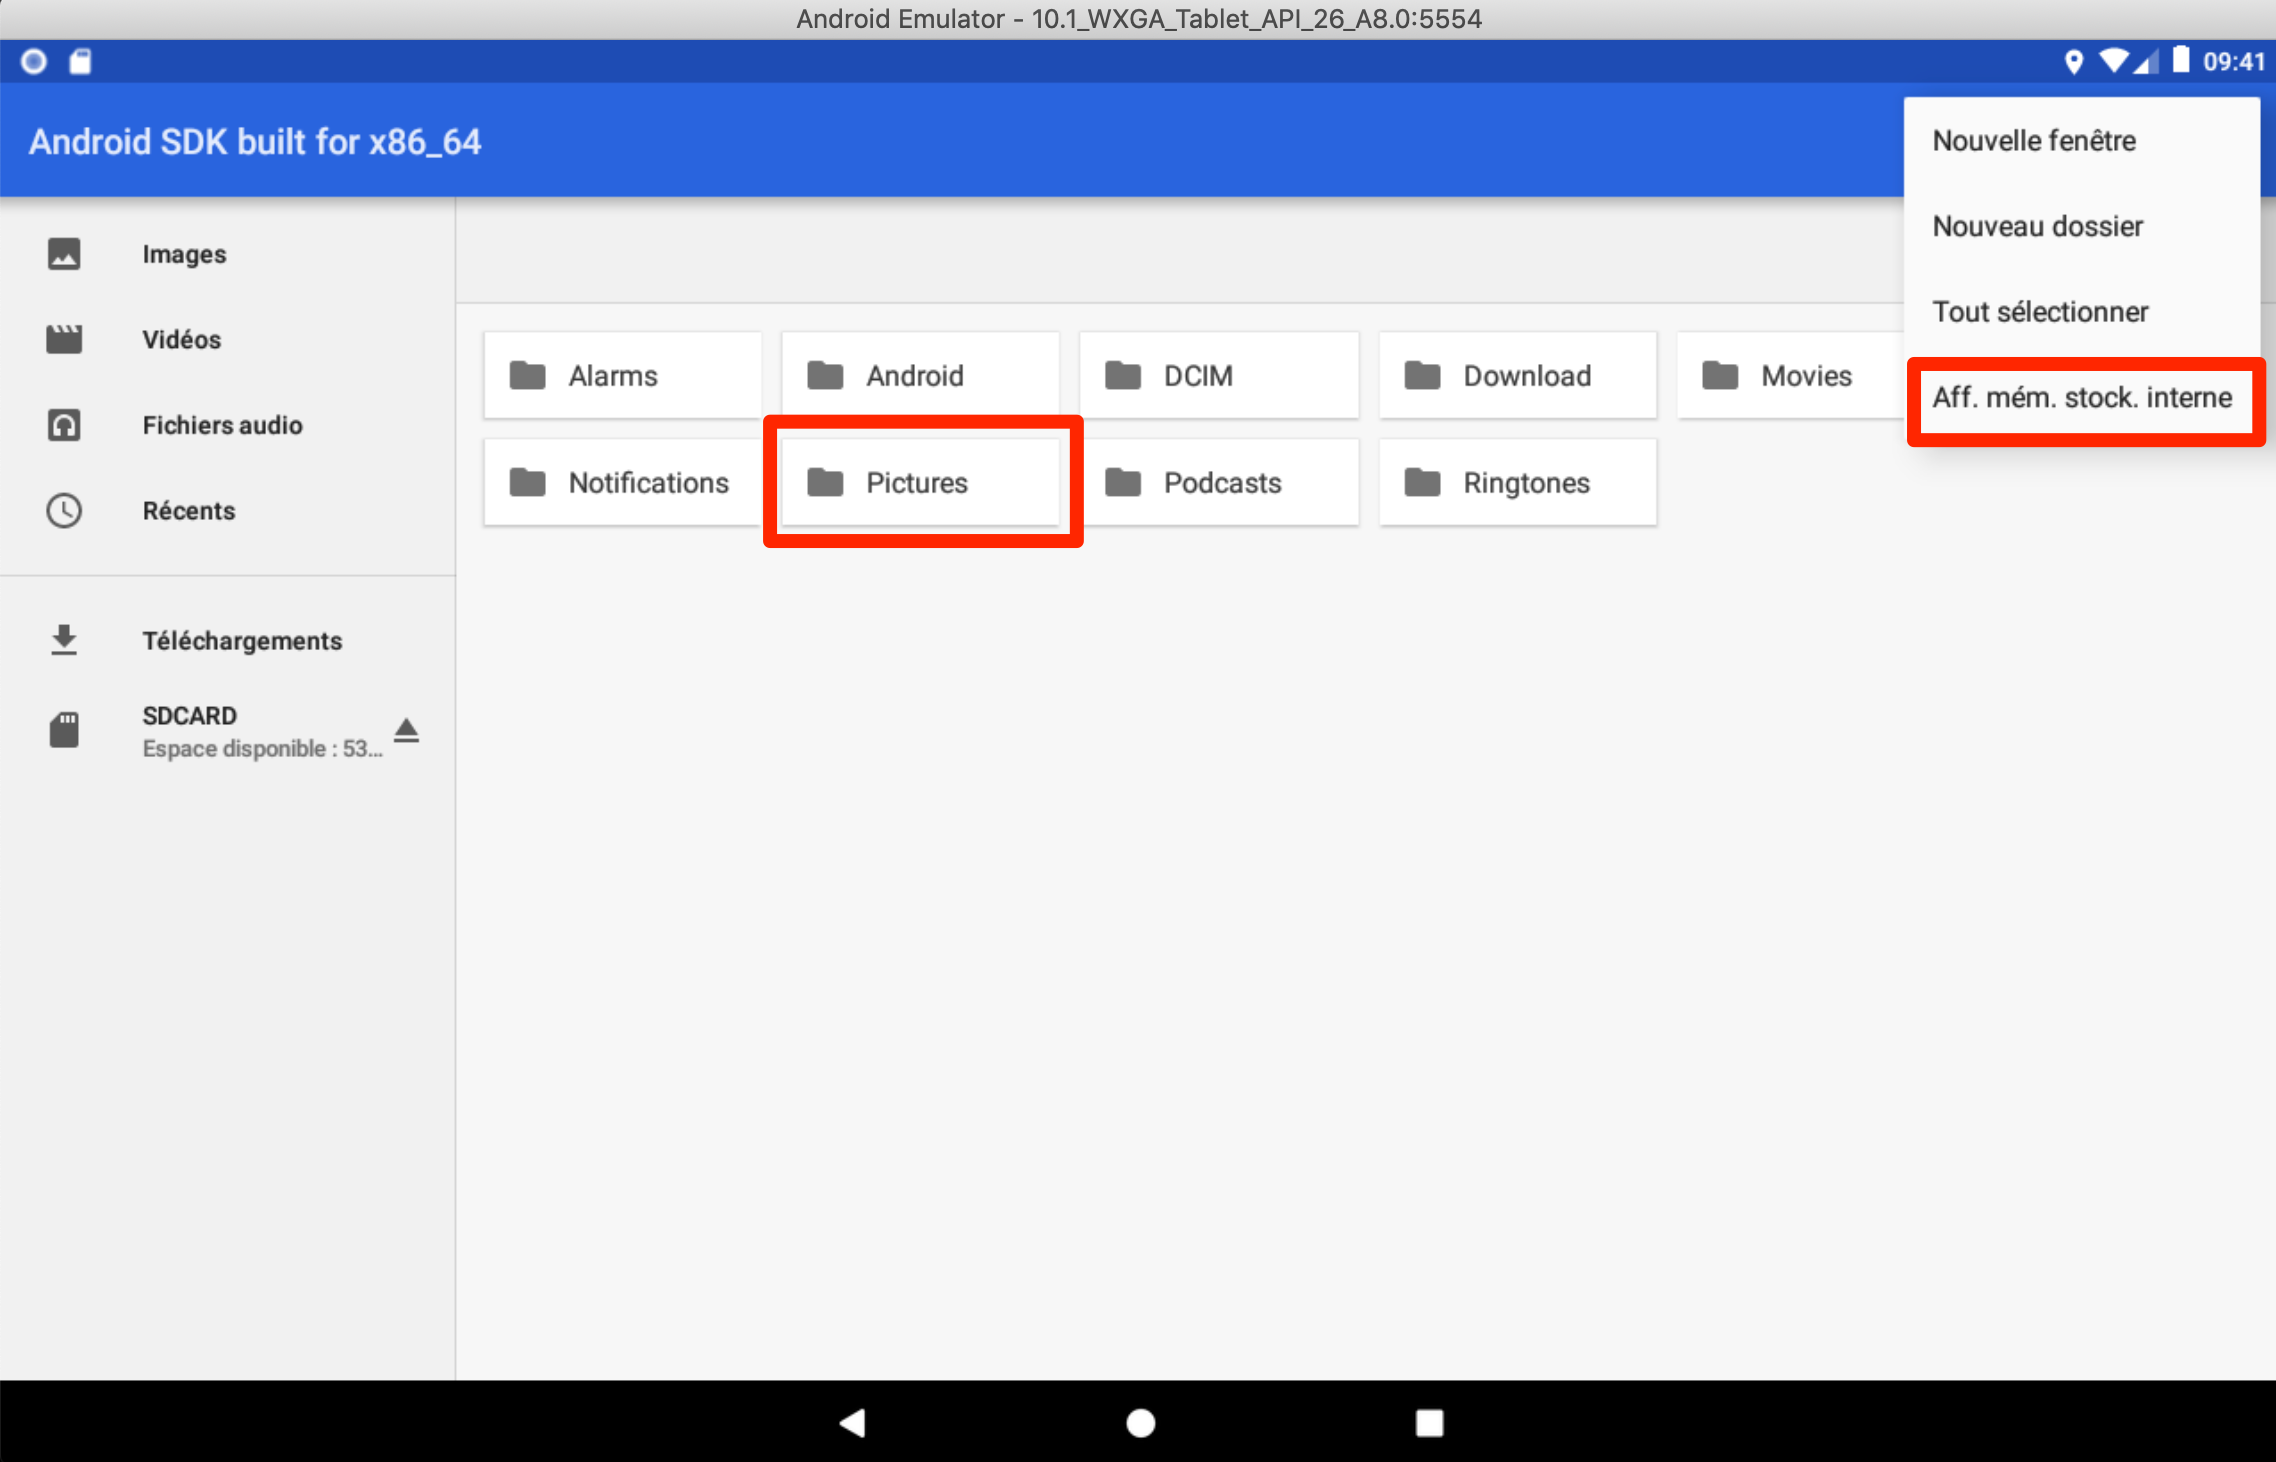 Android Emulator - 10.1_WXGA_Tablet_API_26_A8.0:5554
09:41
Android SDK built for x86_64
Nouvelle fenêtre
Nouveau dossier
Tout sélectionner
Aff. mém. stock. interne
Images
Vidéos
Fichiers audio
Récents
Téléchargements
SDCARD
Espace disponible : 53...
Alarms
Android
DCIM
Download
Movies
Notifications
Pictures
Podcasts
Ringtones